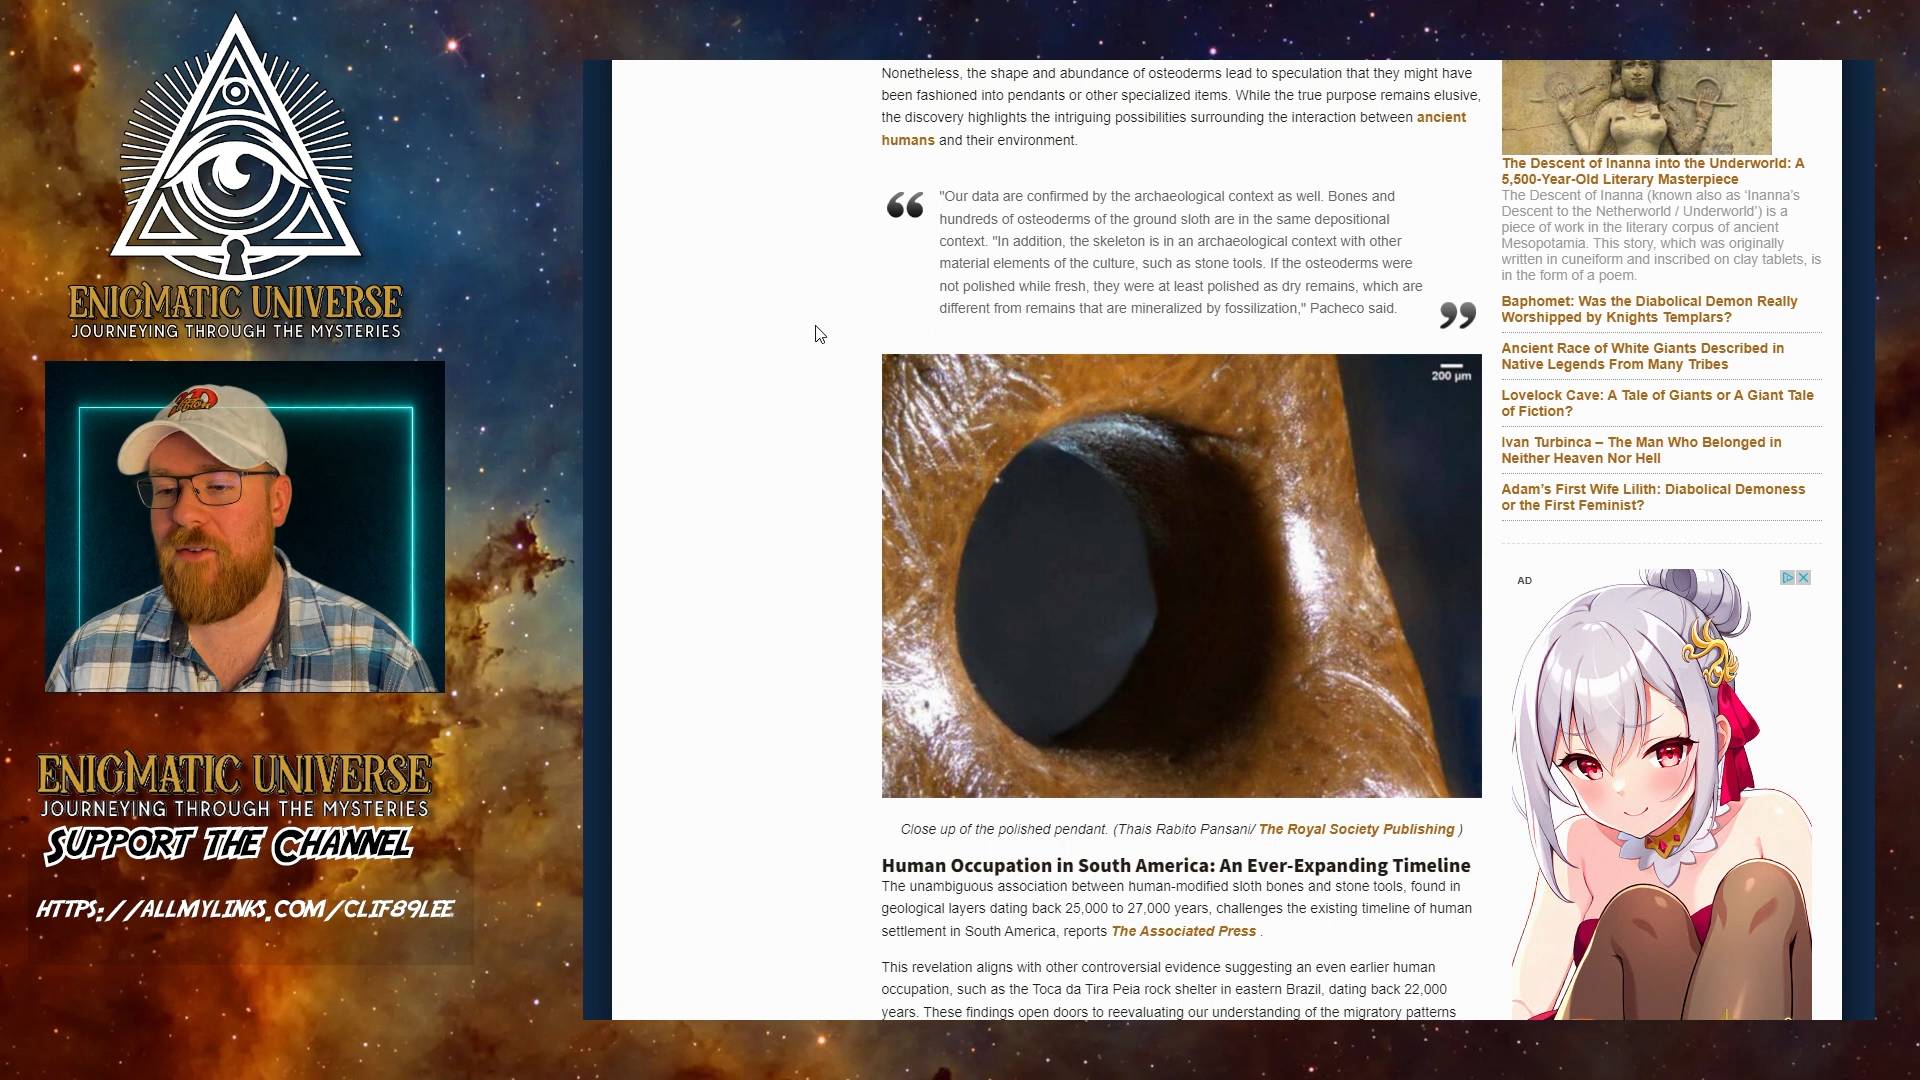 ENIGMATIC UNIVERSE
JOURNEYING THROUGH THE MYSTERIES
ENIGMATIC UNIVERSE
JOURNEYING THROUGH THE MYSTERIES
SUPPORT THE CHANNEL
HTTPS://ALLMYLINKS.COM/CLIF89LEE
Nonetheless, the shape and abundance of osteoderms lead to speculation that they might have
been fashioned into pendants or other specialized items. While the true purpose remains elusive,
the discovery highlights the intriguing possibilities surrounding the interaction between ancient
humans and their environment.
"Our data are confirmed by the archaeological context as well. Bones and
hundreds of osteoderms of the ground sloth are in the same depositional
context. "In addition, the skeleton is in an archaeological context with other
material elements of the culture, such as stone tools. If the osteoderms were
not polished while fresh, they were at least polished as dry remains, which are
different from remains that are mineralized by fossilization," Pacheco said.
200 µm
Close up of the polished pendant. (Thais Rabito Pansani/ The Royal Society Publishing )
Human Occupation in South America: An Ever-Expanding Timeline
The unambiguous association between human-modified sloth bones and stone tools, found in
geological layers dating back 25,000 to 27,000 years, challenges the existing timeline of human
settlement in South America, reports The Associated Press .
This revelation aligns with other controversial evidence suggesting an even earlier human
occupation, such as the Toca da Tira Peia rock shelter in eastern Brazil, dating back 22,000
years. These findings open doors to reevaluating our understanding of the migratory patterns
The Descent of Inanna into the Underworld: A
5,500-Year-Old Literary Masterpiece
The Descent of Inanna (known also as ‘Inanna’s
Descent to the Netherworld / Underworld’) is a
piece of work in the literary corpus of ancient
Mesopotamia. This story, which was originally
written in cuneiform and inscribed on clay tablets, is
in the form of a poem.
Baphomet: Was the Diabolical Demon Really
Worshipped by Knights Templars?
Ancient Race of White Giants Described in
Native Legends From Many Tribes
Lovelock Cave: A Tale of Giants or A Giant Tale
of Fiction?
Ivan Turbinca – The Man Who Belonged in
Neither Heaven Nor Hell
Adam’s First Wife Lilith: Diabolical Demoness
or the First Feminist?
AD